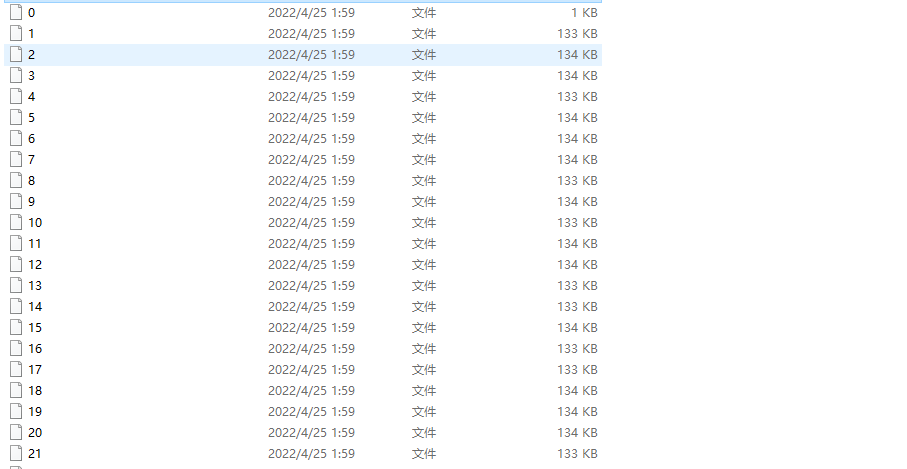 0 2022/4/25 1:59 文件 1 KB
1 2022/4/25 1:59 文件 133 KB
2 2022/4/25 1:59 文件 134 KB
3 2022/4/25 1:59 文件 134 KB
4 2022/4/25 1:59 文件 133 KB
5 2022/4/25 1:59 文件 134 KB
6 2022/4/25 1:59 文件 134 KB
7 2022/4/25 1:59 文件 134 KB
8 2022/4/25 1:59 文件 133 KB
9 2022/4/25 1:59 文件 134 KB
10 2022/4/25 1:59 文件 133 KB
11 2022/4/25 1:59 文件 134 KB
12 2022/4/25 1:59 文件 134 KB
13 2022/4/25 1:59 文件 133 KB
14 2022/4/25 1:59 文件 133 KB
15 2022/4/25 1:59 文件 134 KB
16 2022/4/25 1:59 文件 133 KB
17 2022/4/25 1:59 文件 133 KB
18 2022/4/25 1:59 文件 134 KB
19 2022/4/25 1:59 文件 134 KB
20 2022/4/25 1:59 文件 134 KB
21 2022/4/25 1:59 文件 133 KB